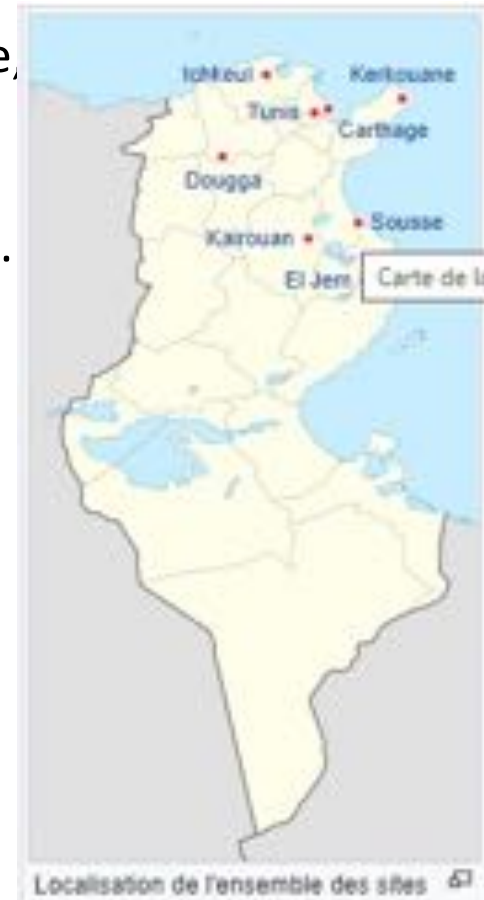 e,
Ichkeul
Kerkouane
Tunis
Carthage
Dougga
.
Sousse
Kairouan
El Jem
Carte de la
Localisation de l'ensemble des sites